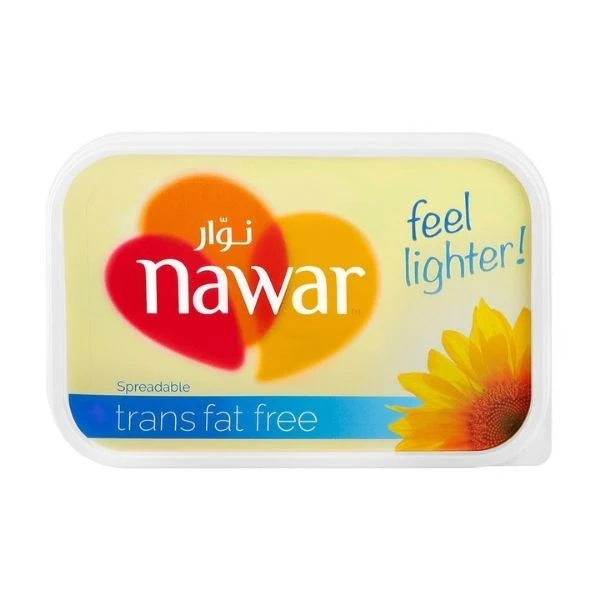 نوّار
nawar
feel
lighter!
Spreadable
trans fat free